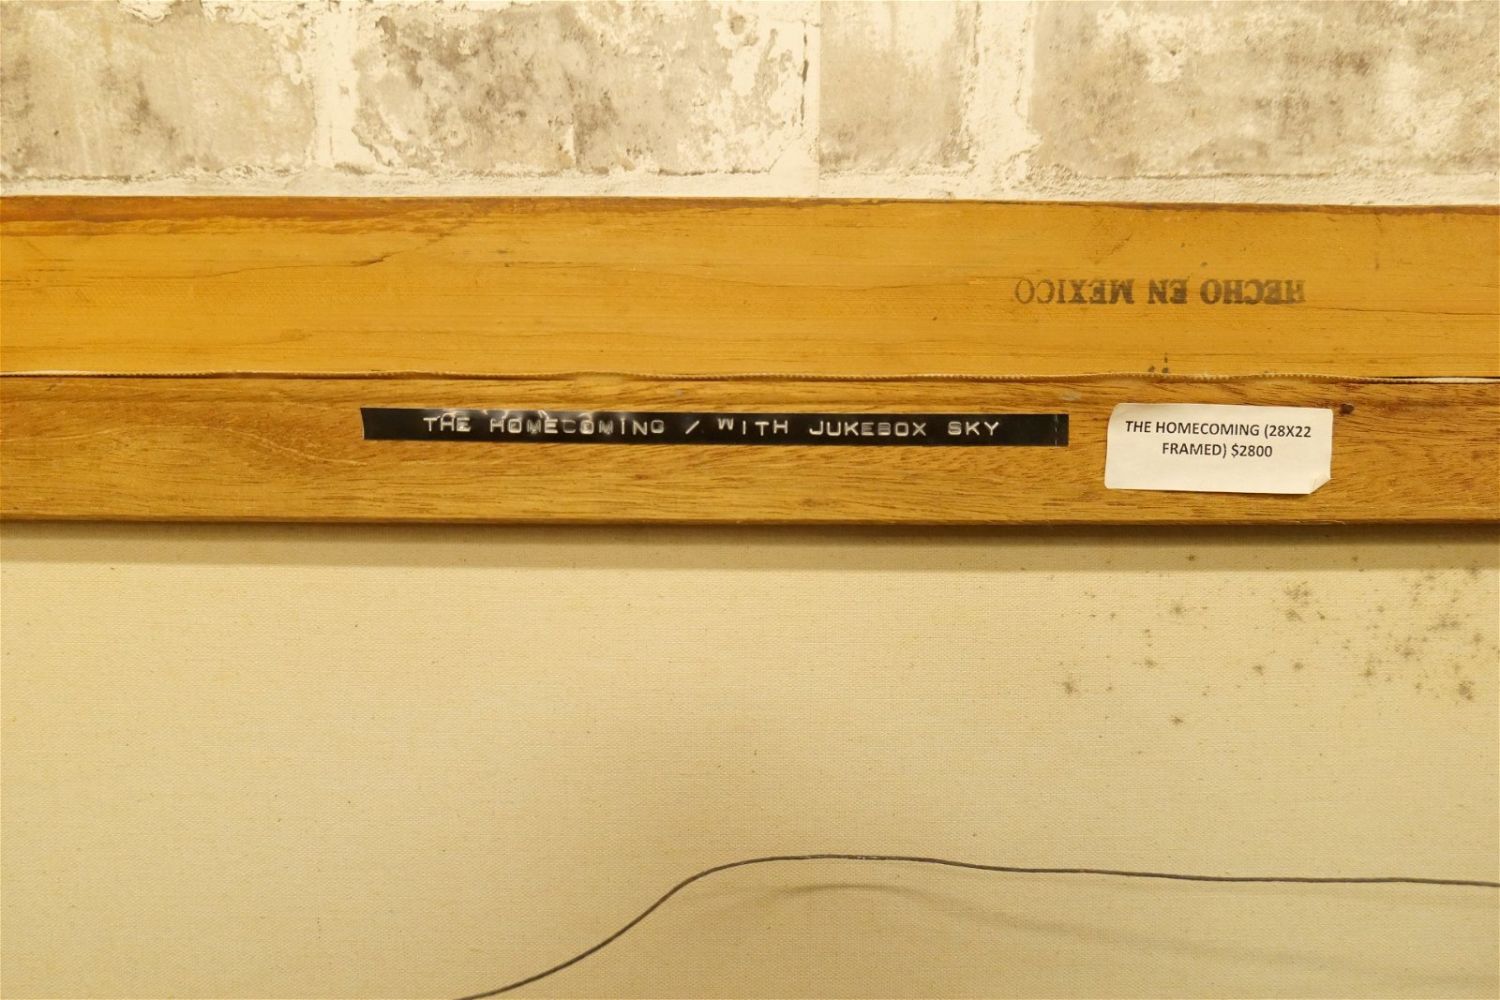 HECHO EN MEXICO
THE HOMECOMING / WITH JUKEBOX SKY
THE HOMECOMING (28X22
FRAMED) $2800